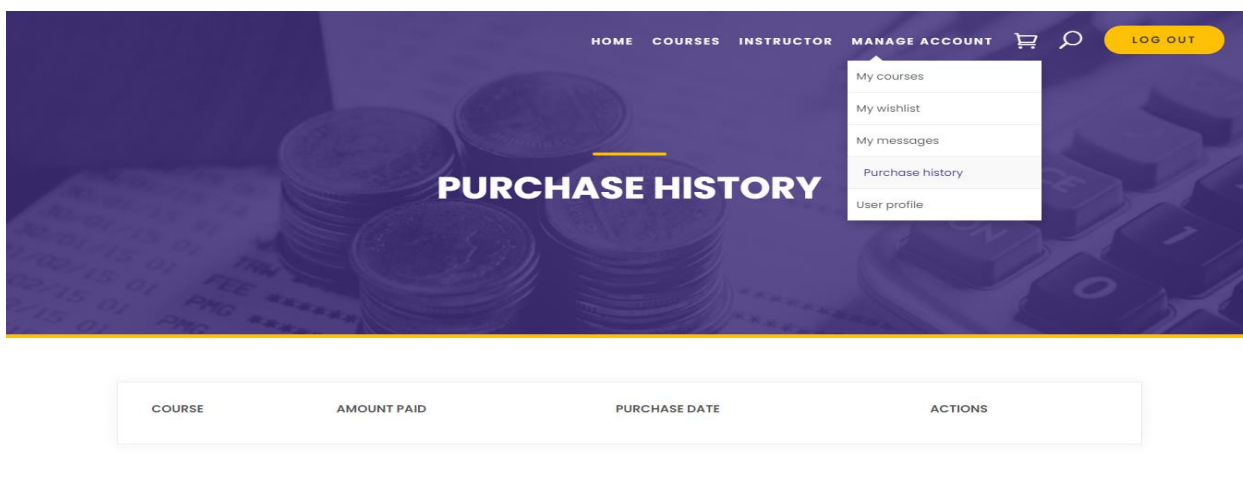 HOME COURSES INSTRUCTOR MANAGE ACCOUNT LOG OUT
My courses
My wishlist
My messages
Purchase history
User profile
PURCHASE HISTORY
COURSE AMOUNT PAID PURCHASE DATE ACTIONS